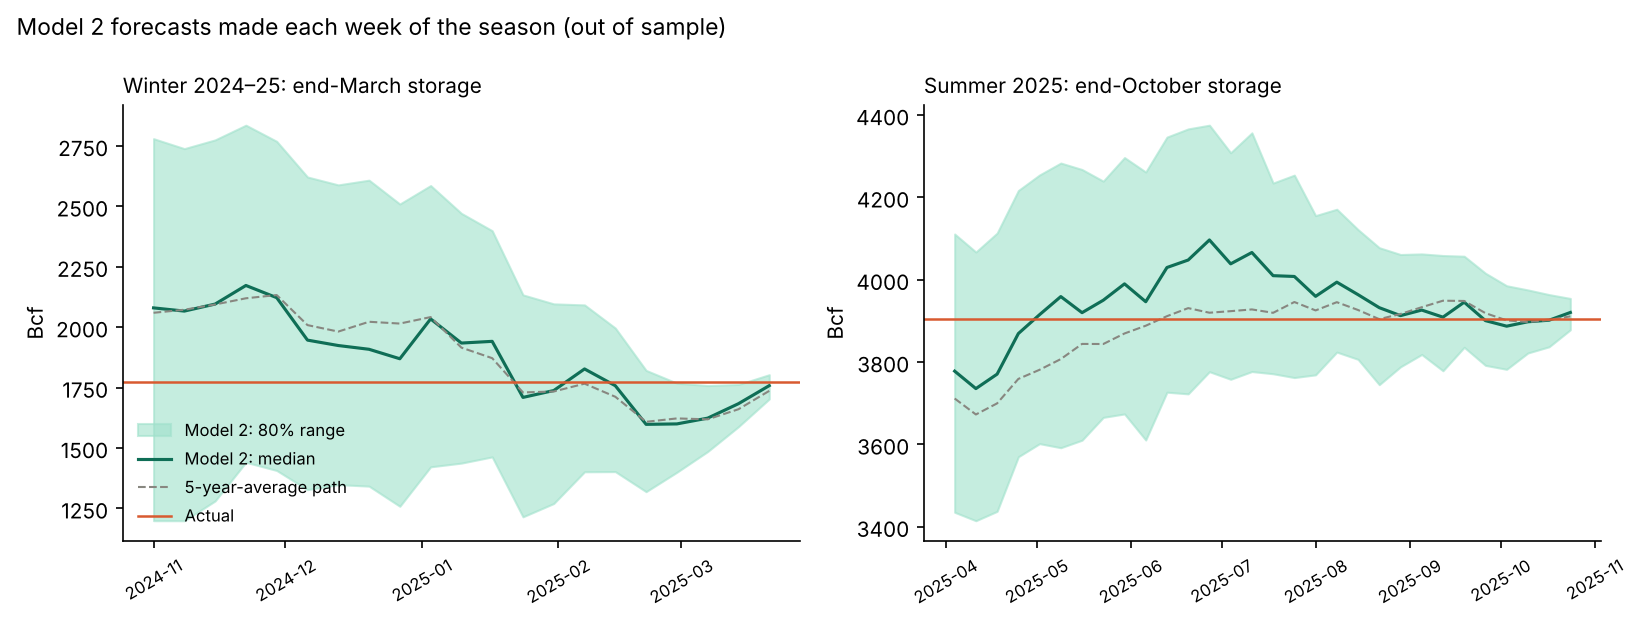 Model 2 forecasts made each week of the season (out of sample)
Winter 2024–25: end-March storage
Bcf
2750
2500
2250
2000
1750
1500
1250
Model 2: 80% range
Model 2: median
5-year-average path
Actual
2024-11
2024-12
2025-01
2025-02
2025-03
Summer 2025: end-October storage
Bcf
4400
4200
4000
3800
3600
3400
2025-04
2025-05
2025-06
2025-07
2025-08
2025-09
2025-10
2025-11